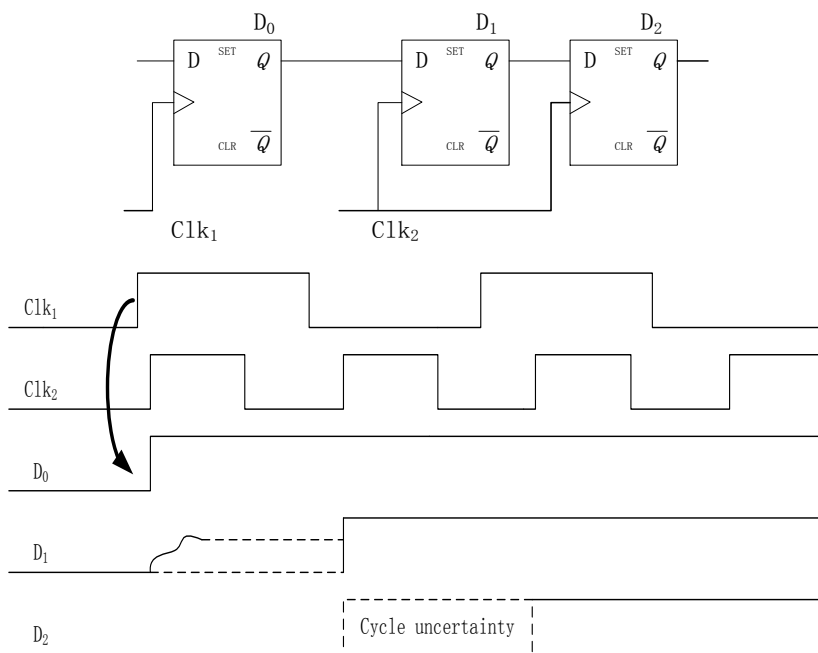 D₀ D₁ D₂
D SET Q D SET Q D SET Q
CLR Q̅ CLR Q̅ CLR Q̅
Clk₁ Clk₂
Clk₁
Clk₂
D₀
D₁
D₂ Cycle uncertainty